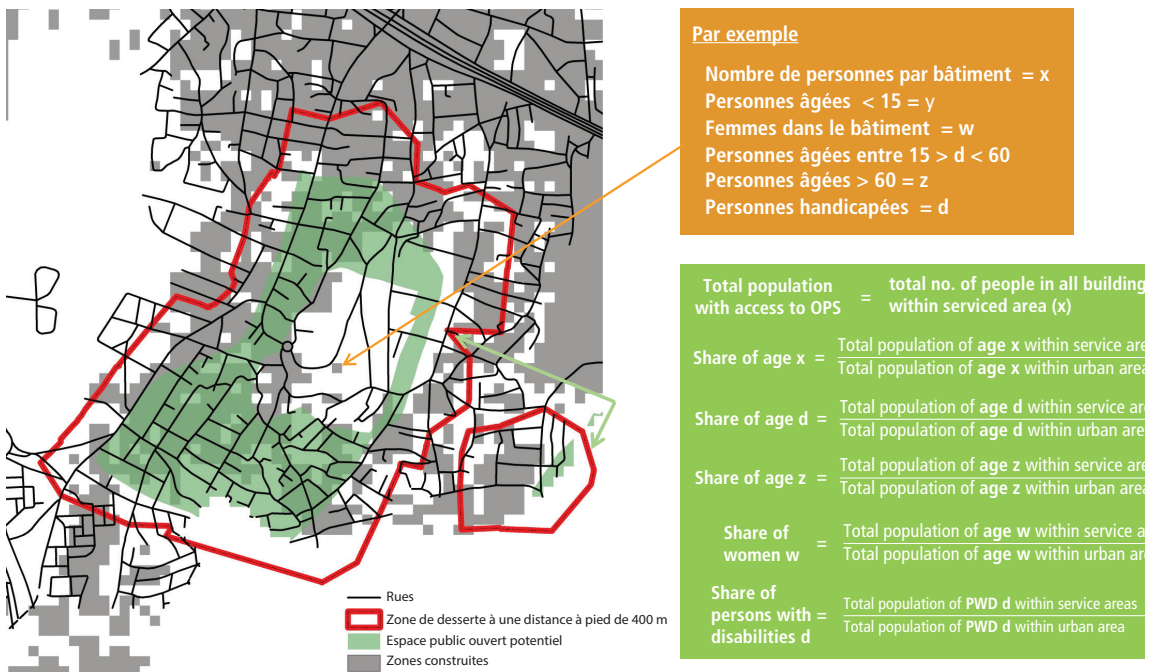 Par exemple
Nombre de personnes par bâtiment = x
Personnes âgées < 15 = y
Femmes dans le bâtiment = w
Personnes âgées entre 15 > d < 60
Personnes âgées > 60 = z
Personnes handicapées = d
Total population with access to OPS = total no. of people in all building within serviced area (x)
Share of age x = Total population of age x within service are
Total population of age x within urban area
Share of age d = Total population of age d within service are
Total population of age d within urban area
Share of age z = Total population of age z within service are
Total population of age z within urban area
Share of women w = Total population of age w within service a
Total population of age w within urban are
Share of persons with disabilities d = Total population of PWD d within service areas
Total population of PWD d within urban area
Rues
Zone de desserte à une distance à pied de 400 m
Espace public ouvert potentiel
Zones construites